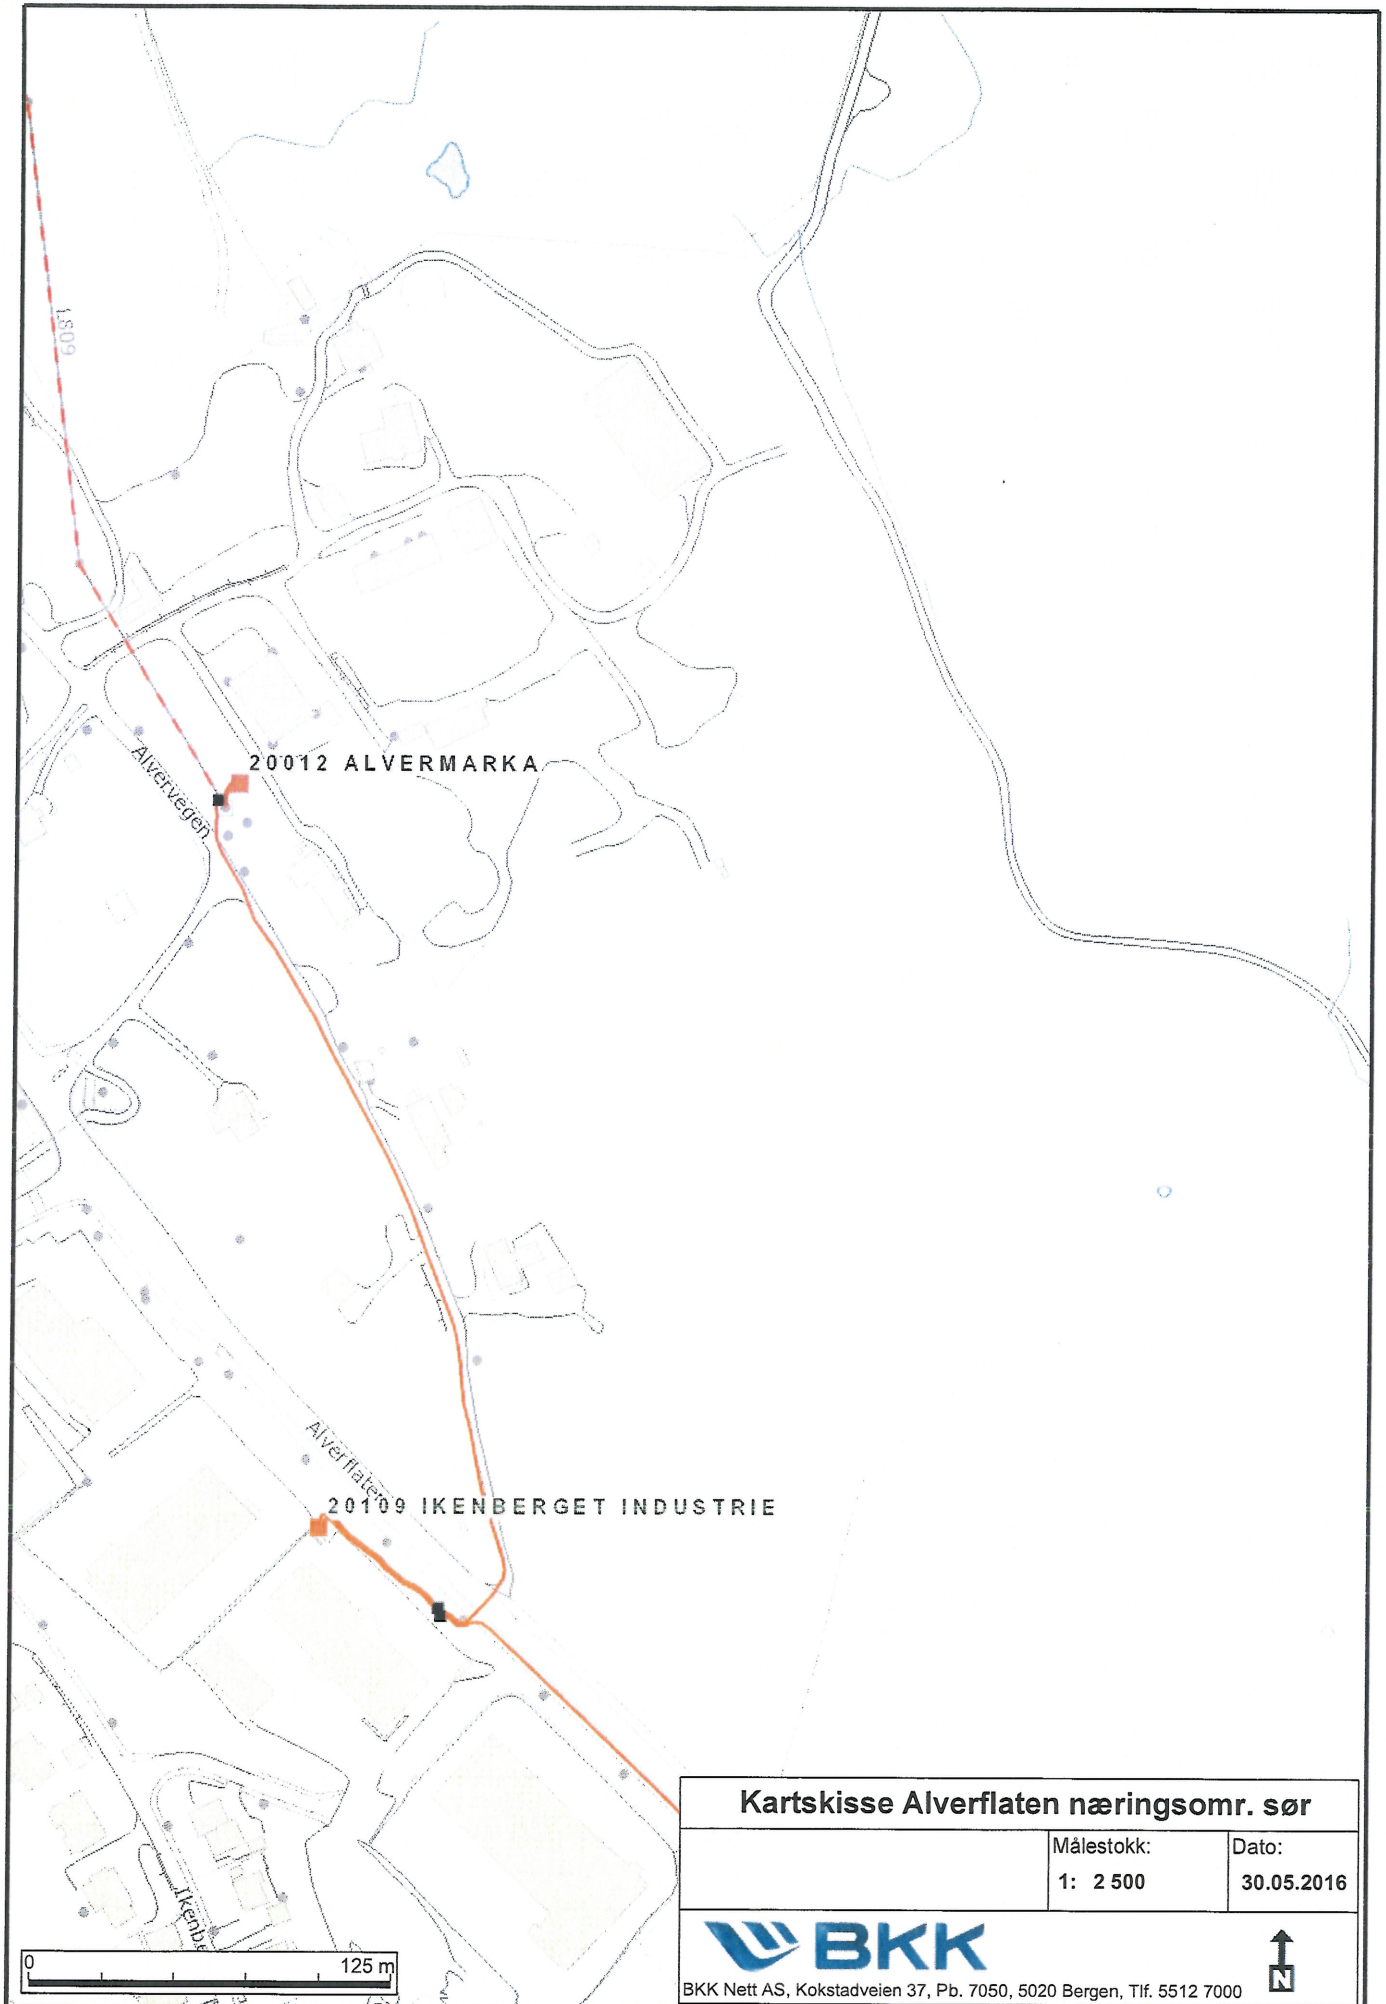 LS09
20012 ALVERMARKA
Alvervegen
Alverflaten
20109 IKENBERGET INDUSTRIE
Ikenbe
Kartskisse Alverflaten næringsomr. sør
Målestokk:
1: 2 500
Dato:
30.05.2016
0 125 m
BKK
BKK Nett AS, Kokstadveien 37, Pb. 7050, 5020 Bergen, Tlf. 5512 7000
N